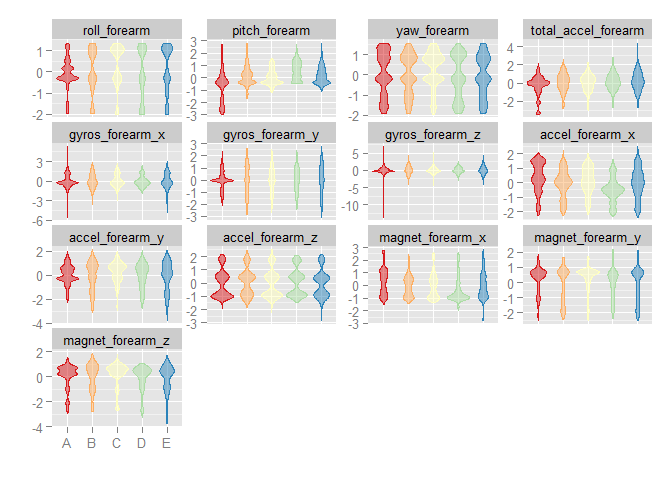 roll_forearm pitch_forearm yaw_forearm total_accel_forearm
1 0 -1 -2
3 2 1 0 -1 -2 -3
1 0 -1 -2
4 2 0 -2
gyros_forearm_x gyros_forearm_y gyros_forearm_z accel_forearm_x
3 0 -3 -6
3 2 1 0 -1 -2 -3
5 0 -5 -10
2 1 0 -1 -2
accel_forearm_y accel_forearm_z magnet_forearm_x magnet_forearm_y
2 0 -2 -4
2 1 0 -1 -2 -3
3 2 1 0 -1 -2 -3
2 1 0 -1 -2
magnet_forearm_z
2 0 -2 -4
A B C D E